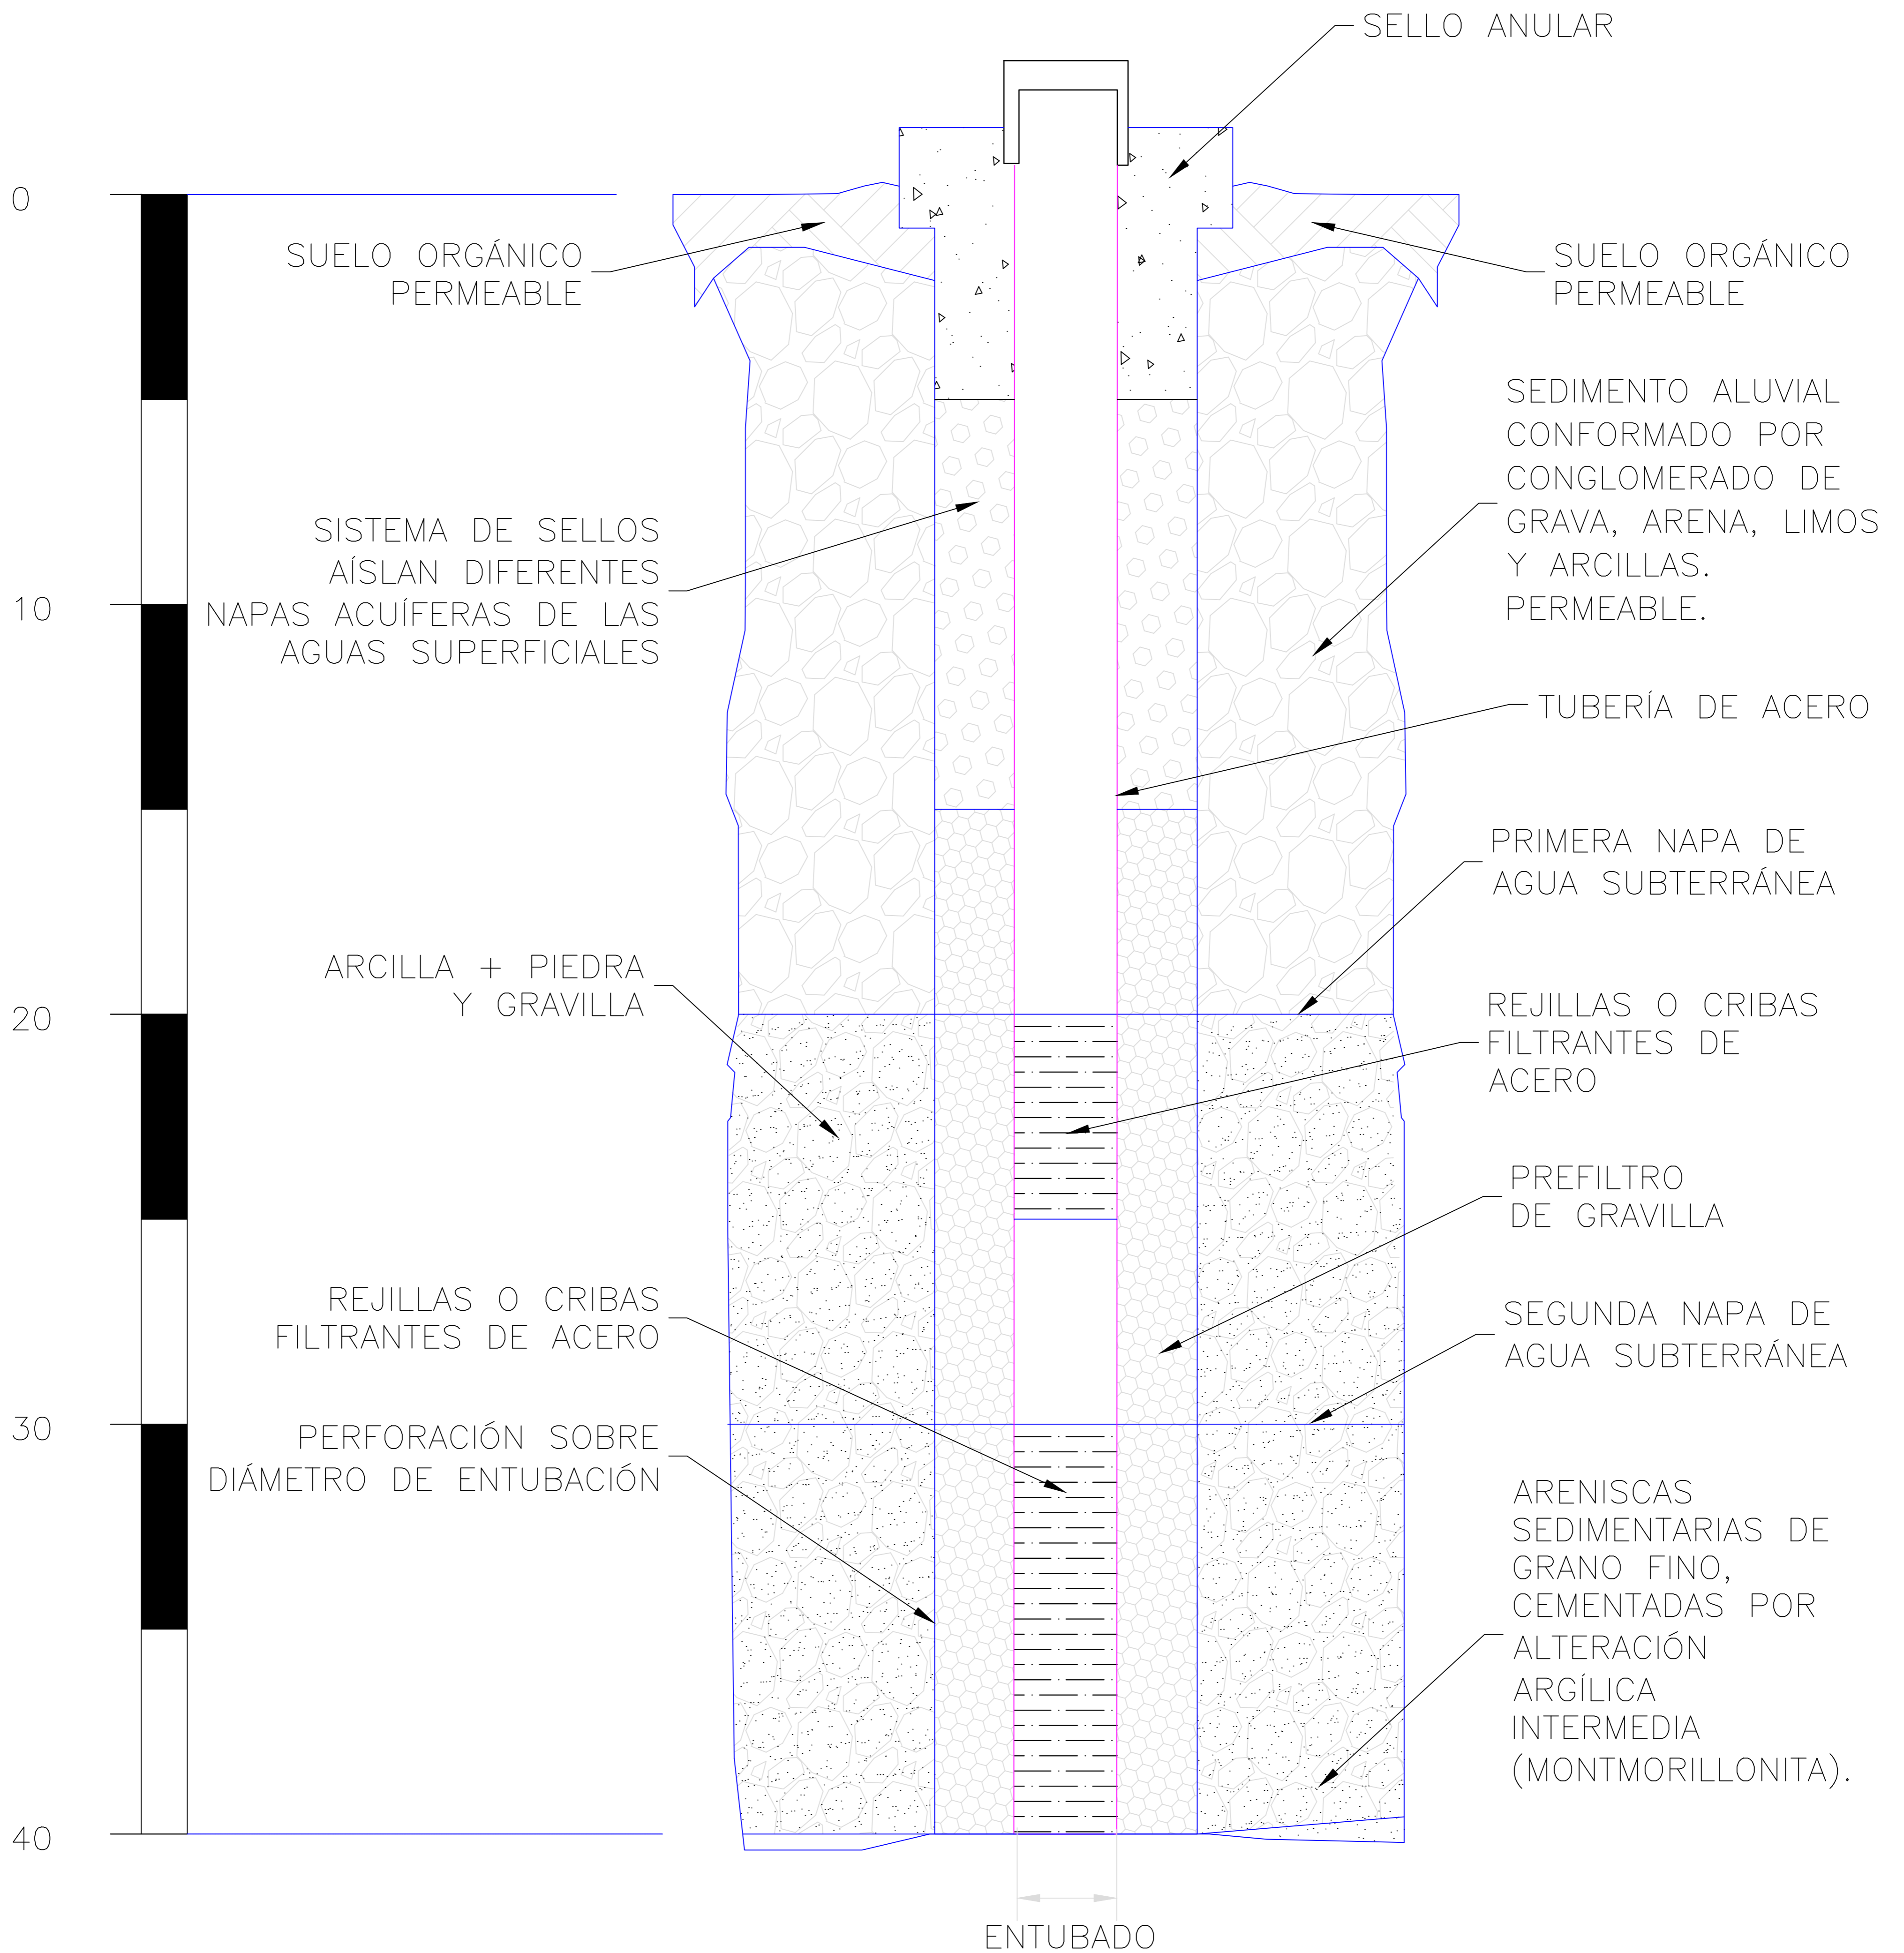 SELLO ANULAR
0
SUELO ORGÁNICO
PERMEABLE
SUELO ORGÁNICO
PERMEABLE
SEDIMENTO ALUVIAL
CONFORMADO POR
CONGLOMERADO DE
GRAVA, ARENA, LIMOS
Y ARCILLAS.
PERMEABLE.
SISTEMA DE SELLOS
AÍSLAN DIFERENTES
NAPAS ACUÍFERAS DE LAS
AGUAS SUPERFICIALES
10
TUBERÍA DE ACERO
PRIMERA NAPA DE
AGUA SUBTERRÁNEA
ARCILLA + PIEDRA
Y GRAVILLA
20
REJILLAS O CRIBAS
FILTRANTES DE
ACERO
PREFILTRO
DE GRAVILLA
REJILLAS O CRIBAS
FILTRANTES DE ACERO
SEGUNDA NAPA DE
AGUA SUBTERRÁNEA
30
PERFORACIÓN SOBRE
DIÁMETRO DE ENTUBACIÓN
ARENISCAS
SEDIMENTARIAS DE
GRANO FINO,
CEMENTADAS POR
ALTERACIÓN
ARGÍLICA
INTERMEDIA
(MONTMORILLONITA).
40
ENTUBADO